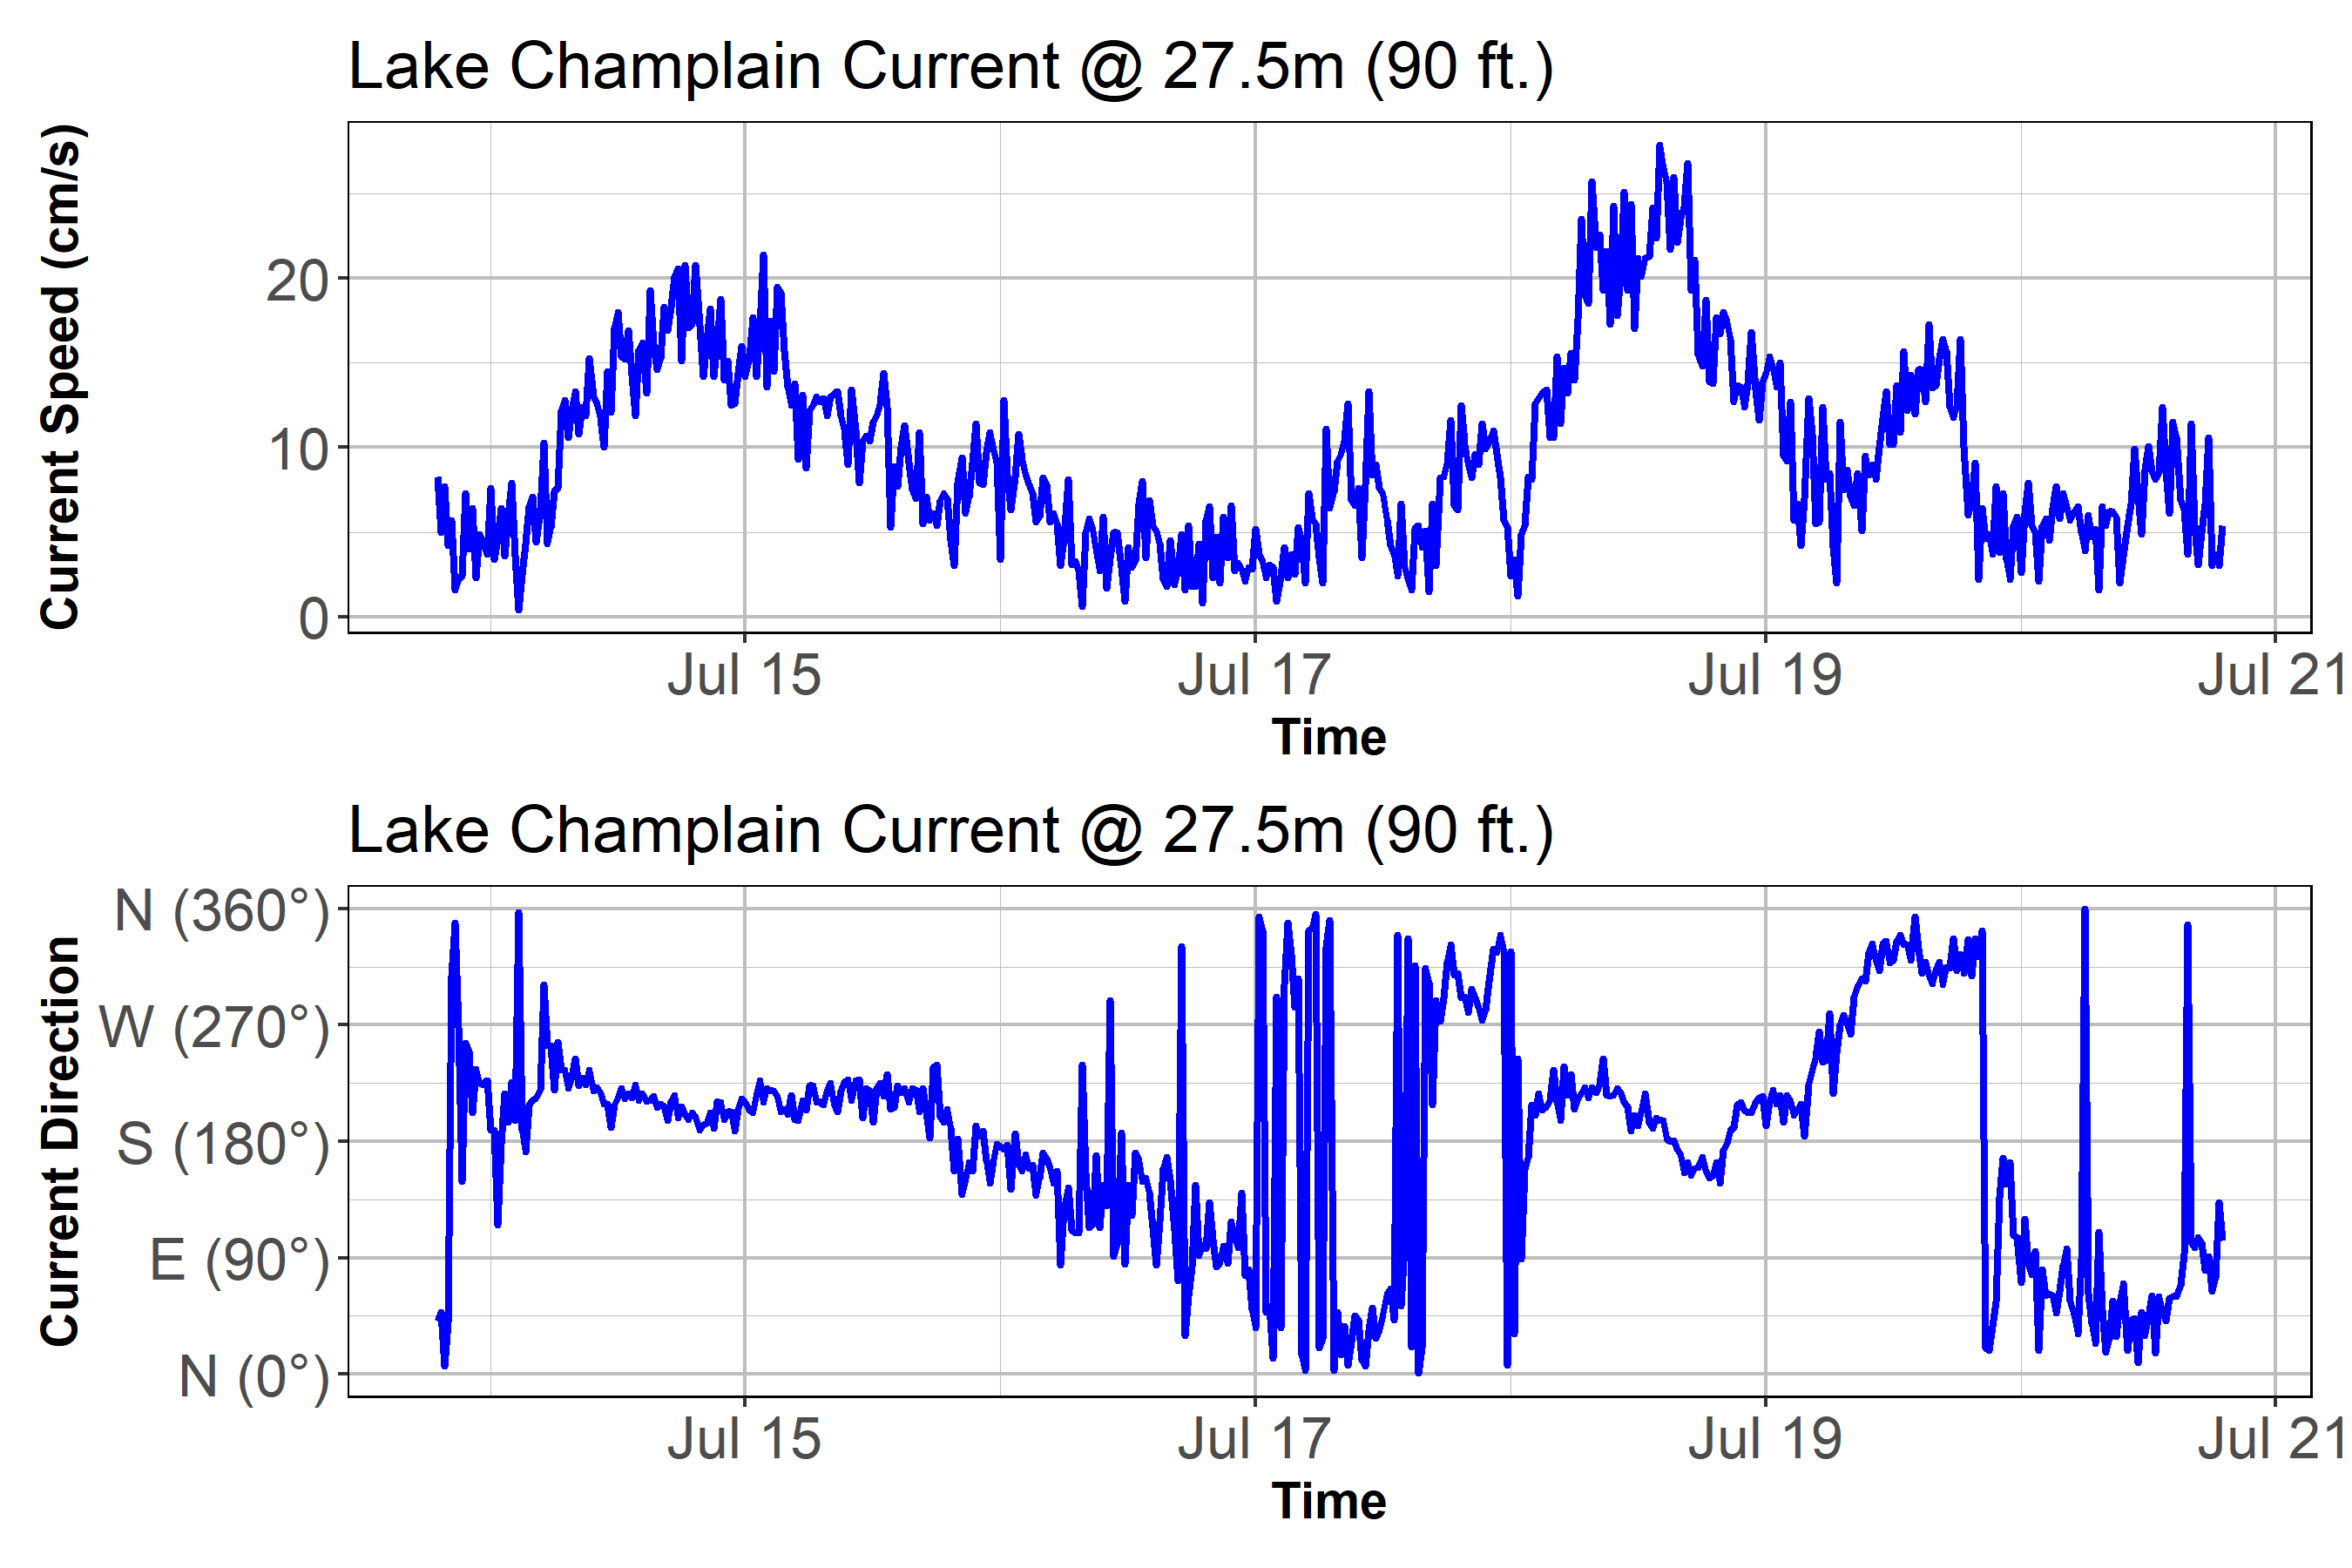 Lake Champlain Current @ 27.5m (90 ft.)
Current Speed (cm/s)
20
10
0
Jul 15
Jul 17
Jul 19
Jul 21
Time
Lake Champlain Current @ 27.5m (90 ft.)
Current Direction
N (360°)
W (270°)
S (180°)
E (90°)
N (0°)
Jul 15
Jul 17
Jul 19
Jul 21
Time